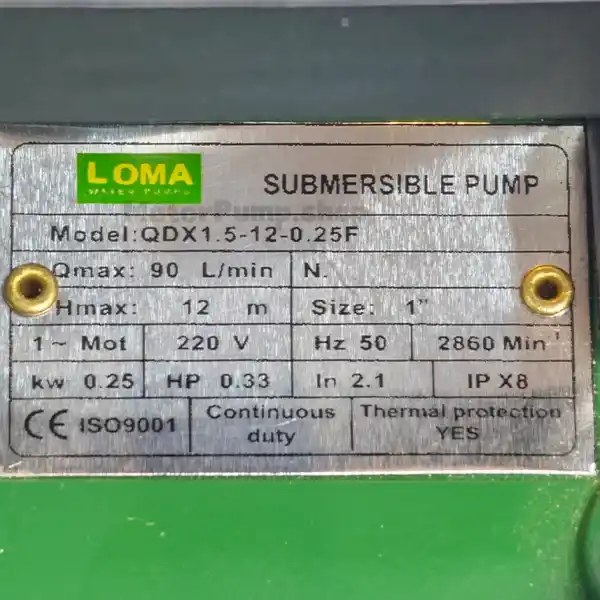 LOMA
WATER PUMPS
SUBMERSIBLE PUMP
MotorPump.shop
Model:QDX1.5-12-0.25F
Qmax: 90 L/min N.
Hmax: 12 m Size: 1"
1~ Mot 220 V Hz 50 2860 Min⁻¹
kw 0.25 HP 0.33 In 2.1 IP X8
CE ISO9001 Continuous duty Thermal protection YES